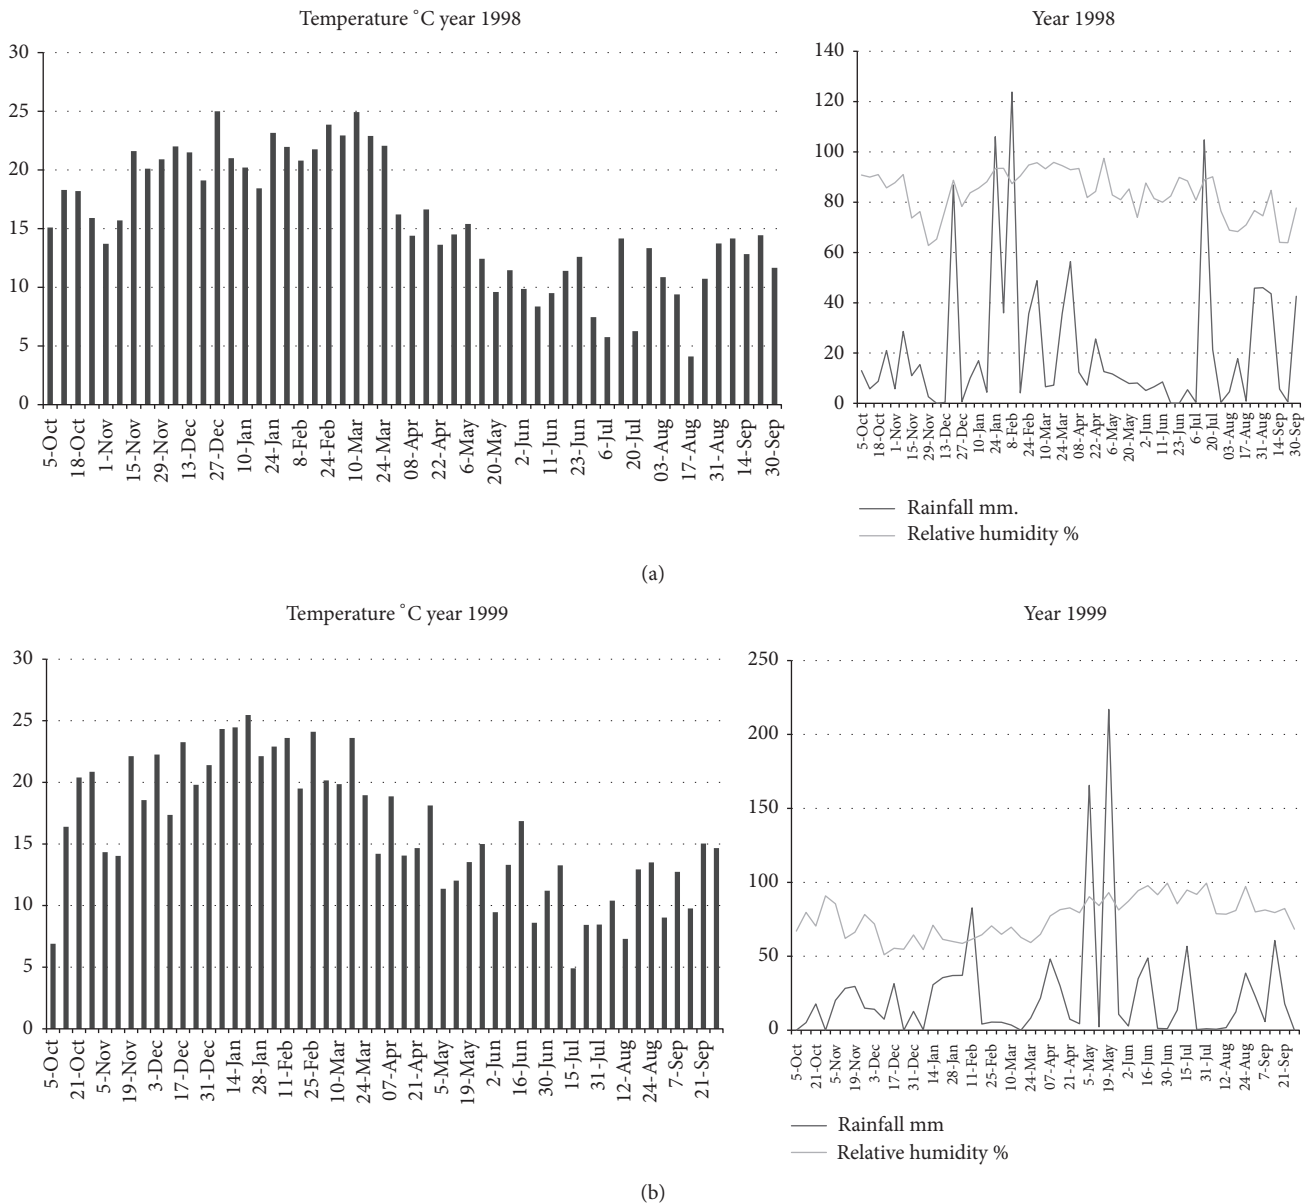 Temperature °C year 1998
30
25
20
15
10
5
0
5-Oct
18-Oct
1-Nov
15-Nov
29-Nov
13-Dec
27-Dec
10-Jan
24-Jan
8-Feb
24-Feb
10-Mar
24-Mar
08-Apr
22-Apr
6-May
20-May
2-Jun
11-Jun
23-Jun
6-Jul
20-Jul
03-Aug
17-Aug
31-Aug
14-Sep
30-Sep
Year 1998
140
120
100
80
60
40
20
0
5-Oct
18-Oct
1-Nov
15-Nov
29-Nov
13-Dec
27-Dec
10-Jan
24-Jan
8-Feb
24-Feb
10-Mar
24-Mar
08-Apr
22-Apr
6-May
20-May
2-Jun
11-Jun
23-Jun
6-Jul
20-Jul
03-Aug
17-Aug
31-Aug
14-Sep
30-Sep
Rainfall mm.
Relative humidity %
(a)
Temperature °C year 1999
30
25
20
15
10
5
0
5-Oct
21-Oct
5-Nov
19-Nov
3-Dec
17-Dec
31-Dec
14-Jan
28-Jan
11-Feb
25-Feb
10-Mar
24-Mar
07-Apr
21-Apr
5-May
19-May
2-Jun
16-Jun
30-Jun
15-Jul
31-Jul
12-Aug
24-Aug
7-Sep
21-Sep
Year 1999
250
200
150
100
50
0
5-Oct
21-Oct
5-Nov
19-Nov
3-Dec
17-Dec
31-Dec
14-Jan
28-Jan
11-Feb
25-Feb
10-Mar
24-Mar
07-Apr
21-Apr
5-May
19-May
2-Jun
16-Jun
30-Jun
15-Jul
31-Jul
12-Aug
24-Aug
7-Sep
21-Sep
Rainfall mm
Relative humidity %
(b)